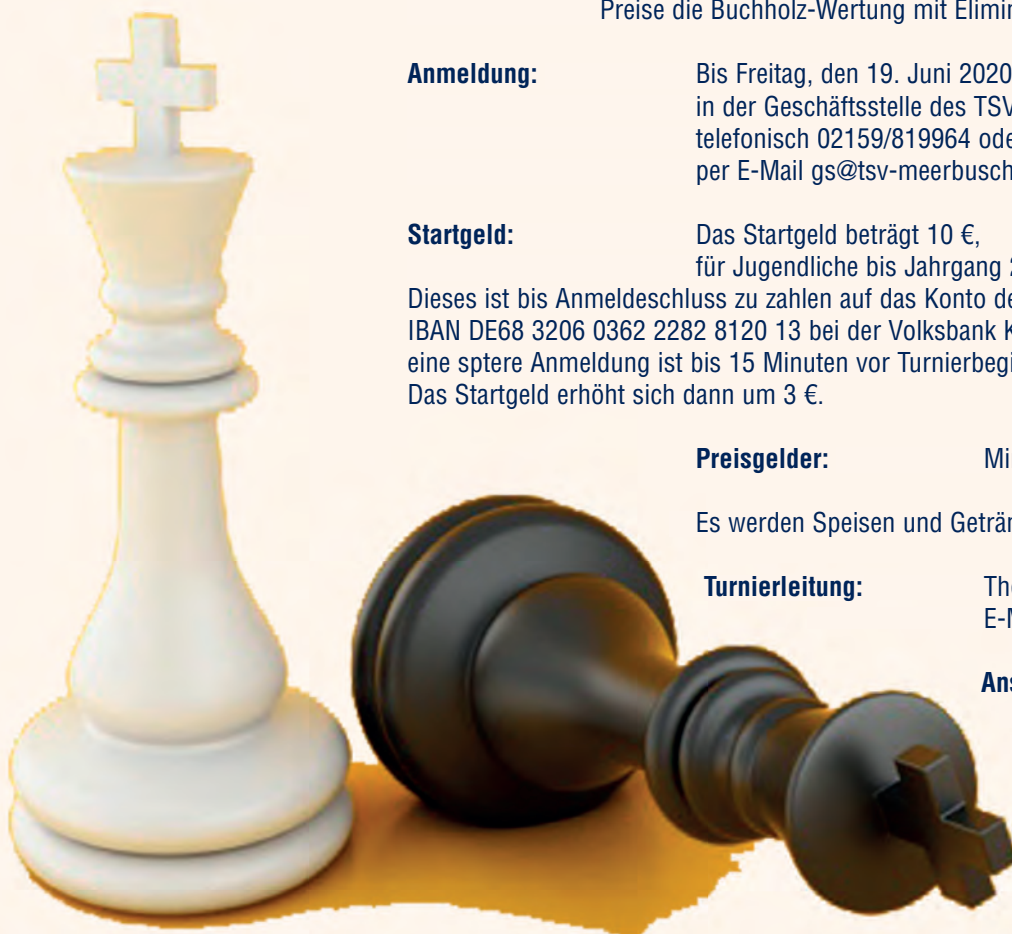 Preise die Buchholz-Wertung mit Elimin
Anmeldung: Bis Freitag, den 19. Juni 2020
in der Geschäftsstelle des TSV
telefonisch 02159/819964 ode
per E-Mail gs@tsv-meerbusch
Startgeld: Das Startgeld beträgt 10 €,
für Jugendliche bis Jahrgang 2
Dieses ist bis Anmeldeschluss zu zahlen auf das Konto de
IBAN DE68 3206 0362 2282 8120 13 bei der Volksbank K
eine sptere Anmeldung ist bis 15 Minuten vor Turnierbegi
Das Startgeld erhöht sich dann um 3 €.
Preisgelder: Mi
Es werden Speisen und Geträn
Turnierleitung: Tho
E-M
Ans